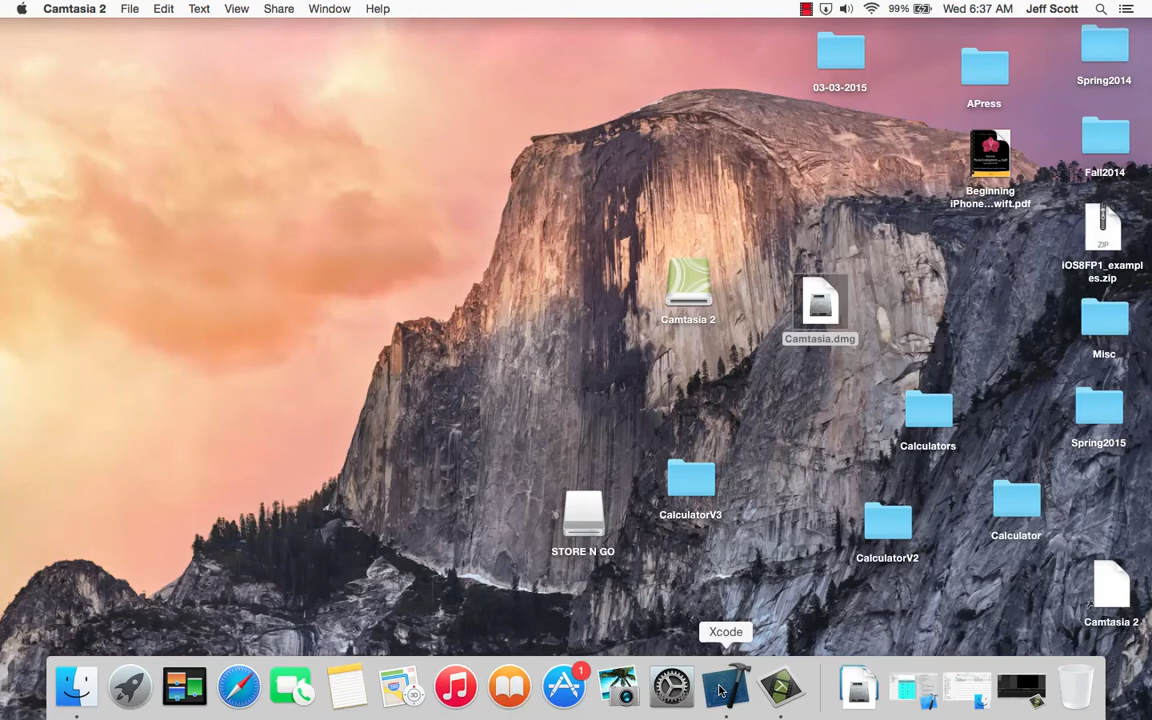 Camtasia 2 File Edit Text View Share Window Help 99% Wed 6:37 AM Jeff Scott
03-03-2015
APress
Spring2014
Beginning
iPhone...wift.pdf
Fall2014
ZIP
iOS8FP1_exampl
es.zip
Camtasia 2
Camtasia.dmg
Misc
Calculators
Spring2015
CalculatorV3
STORE N GO
CalculatorV2
Calculator
Camtasia 2
Xcode
1
3D